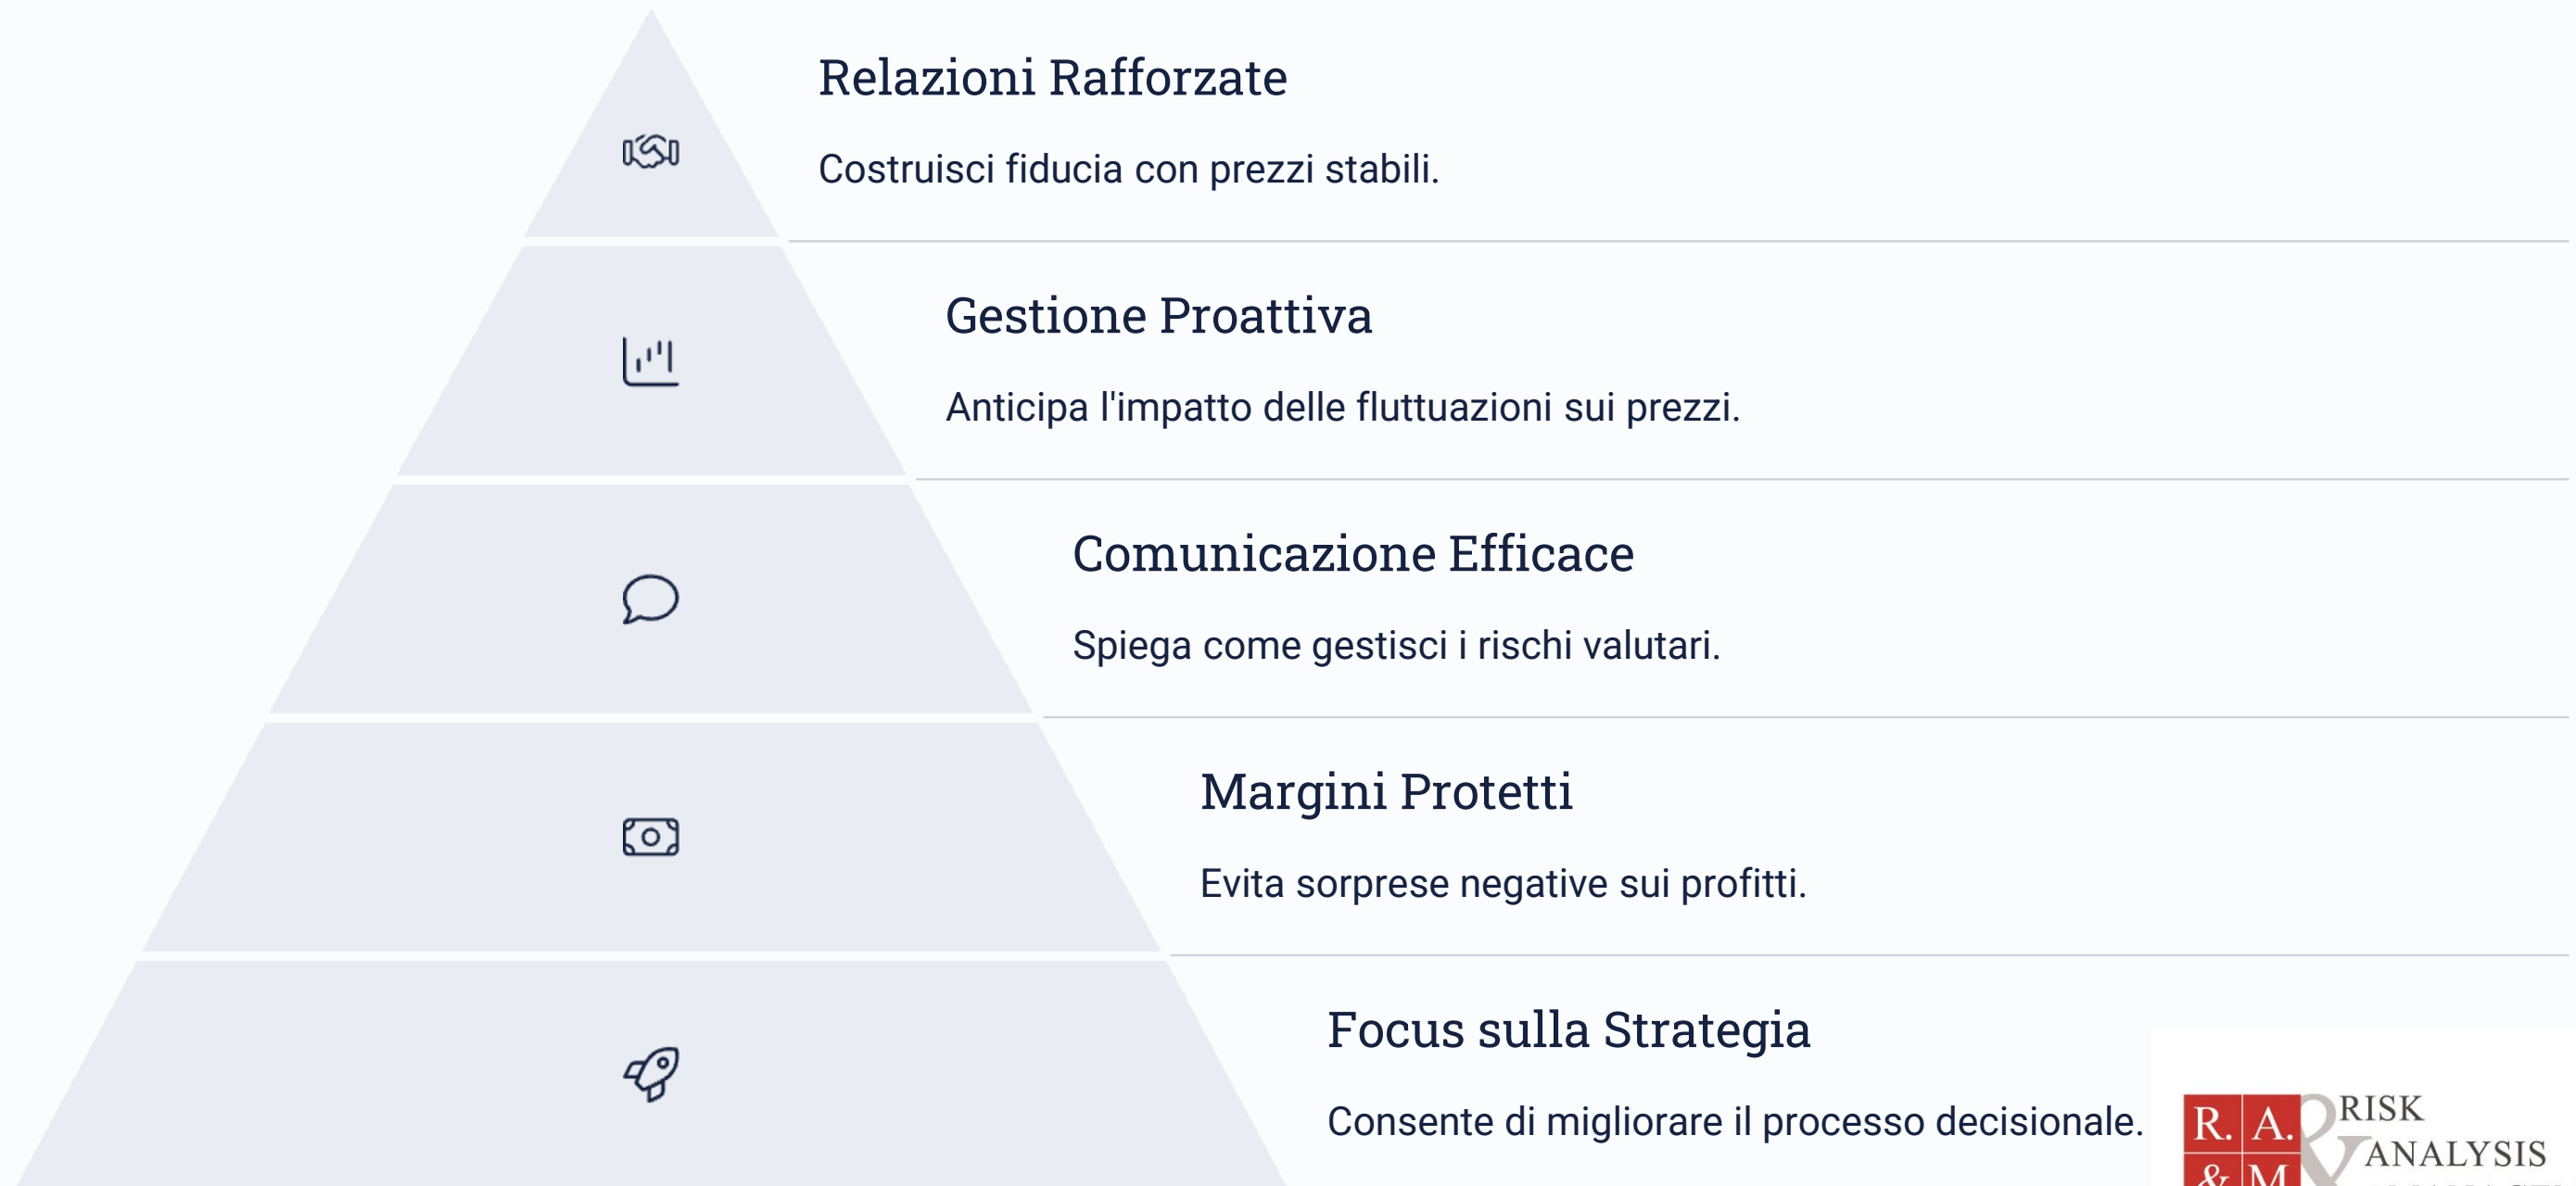 Relazioni Rafforzate
Costruisci fiducia con prezzi stabili.
Gestione Proattiva
Anticipa l'impatto delle fluttuazioni sui prezzi.
Comunicazione Efficace
Spiega come gestisci i rischi valutari.
Margini Protetti
Evita sorprese negative sui profitti.
Focus sulla Strategia
Consente di migliorare il processo decisionale.
R. A. & RISK
ANALYSIS
& M